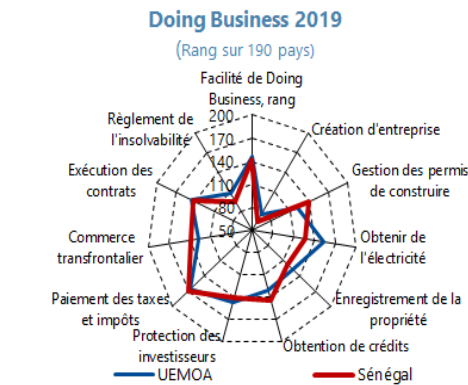 Doing Business 2019
(Rang sur 190 pays)
Facilité de Doing
Business, rang
200
170
140
110
80
50
Création d'entreprise
Gestion des permis
de construire
Obtenir de
l'électricité
Enregistrement de la
propriété
Obtention de crédits
Protection des
investisseurs
Paiement des taxes
et impôts
Commerce
transfrontalier
Exécution des
contrats
Règlement de
l'insolvabilité
UEMOA
Sénégal